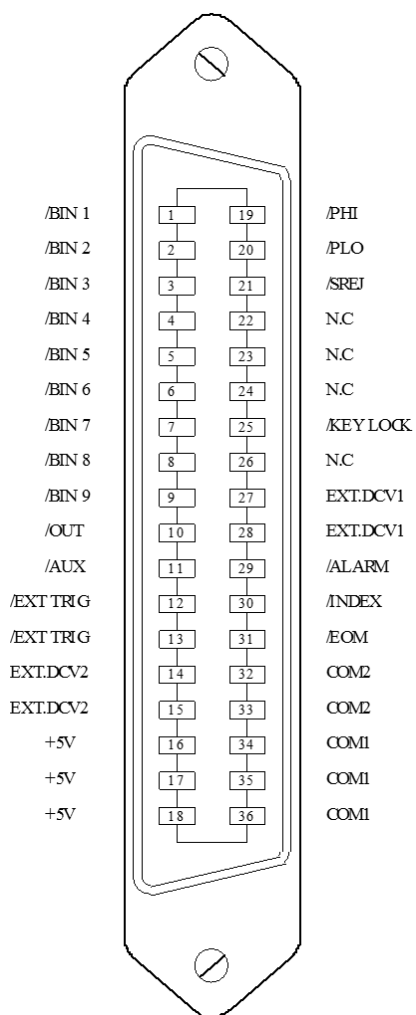 /BIN 1 1 19 /PHI
/BIN 2 2 20 /PLO
/BIN 3 3 21 /SREJ
/BIN 4 4 22 N.C
/BIN 5 5 23 N.C
/BIN 6 6 24 N.C
/BIN 7 7 25 /KEY LOCK
/BIN 8 8 26 N.C
/BIN 9 9 27 EXT.DCV1
/OUT 10 28 EXT.DCV1
/AUX 11 29 /ALARM
/EXT TRIG 12 30 /INDEX
/EXT TRIG 13 31 /EOM
EXT.DCV2 14 32 COM2
EXT.DCV2 15 33 COM2
+5V 16 34 COM1
+5V 17 35 COM1
+5V 18 36 COM1